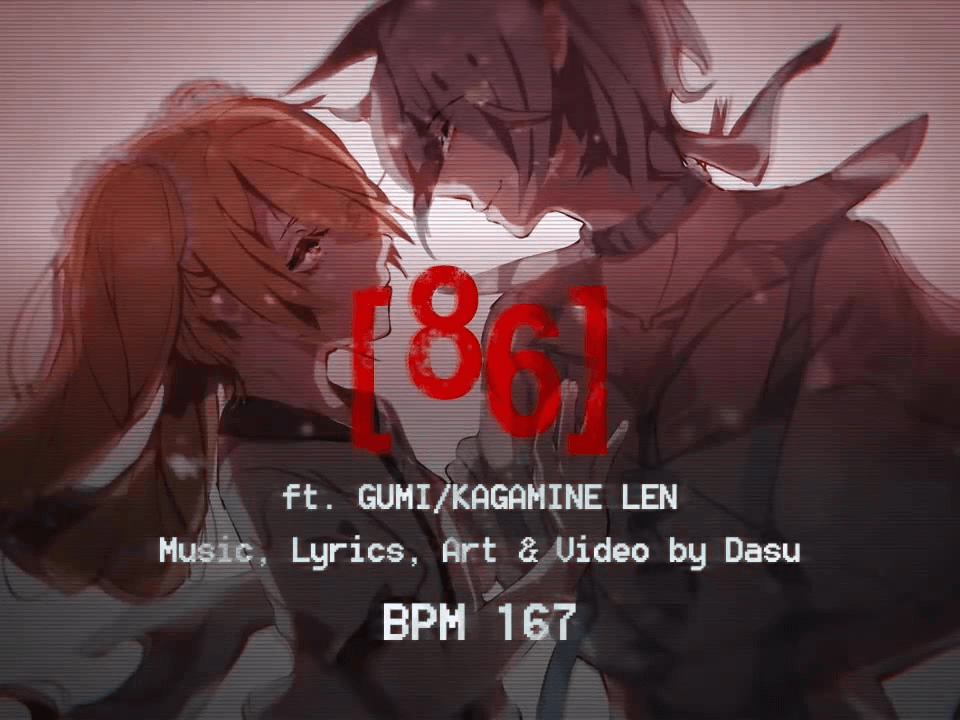 [86]
ft. GUMI/KAGAMINE LEN
Music, Lyrics, Art & Video by Dasu
BPM 167